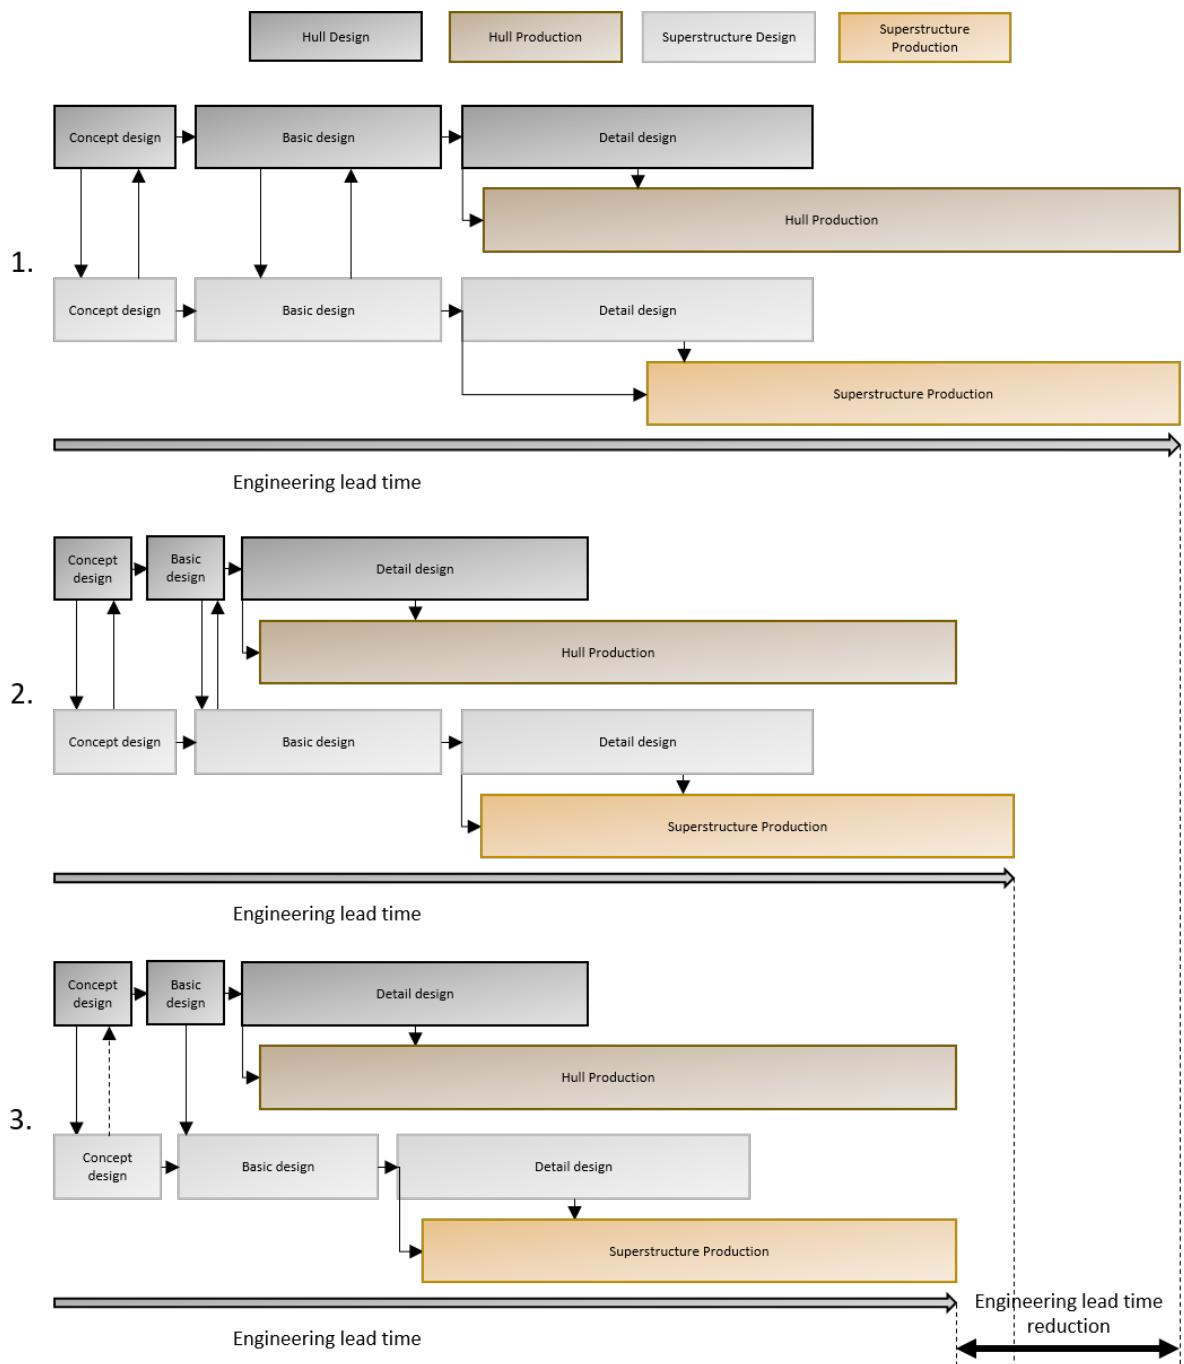 Hull Design
Hull Production
Superstructure Design
Superstructure
Production
Concept design
Basic design
Detail design
Hull Production
1.
Concept design
Basic design
Detail design
Superstructure Production
Engineering lead time
Concept
design
Basic
design
Detail design
Hull Production
2.
Concept design
Basic design
Detail design
Superstructure Production
Engineering lead time
Concept
design
Basic
design
Detail design
Hull Production
3.
Concept
design
Basic design
Detail design
Superstructure Production
Engineering lead time
reduction
Engineering lead time